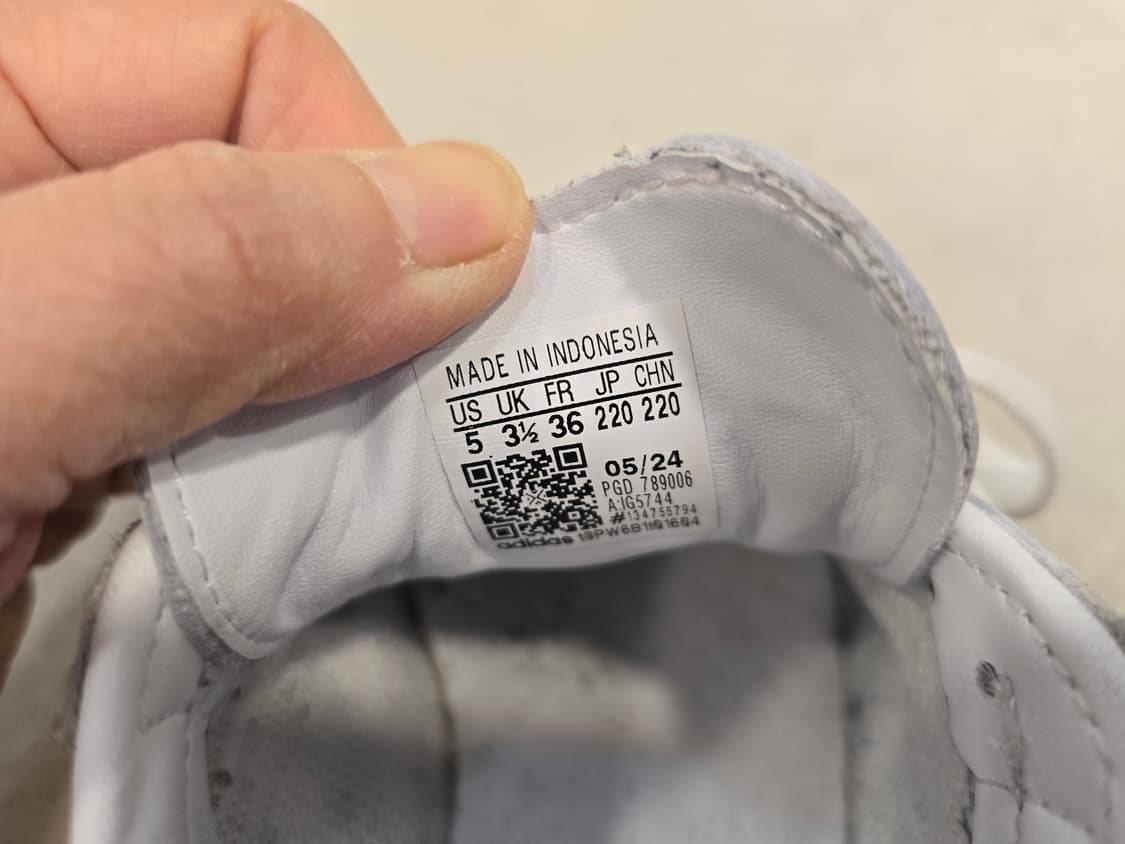 MADE IN INDONESIA
US UK FR JP CHN
5 3½ 36 220 220
05/24
PGD 789006
A:IG5744
#134755794
adidas